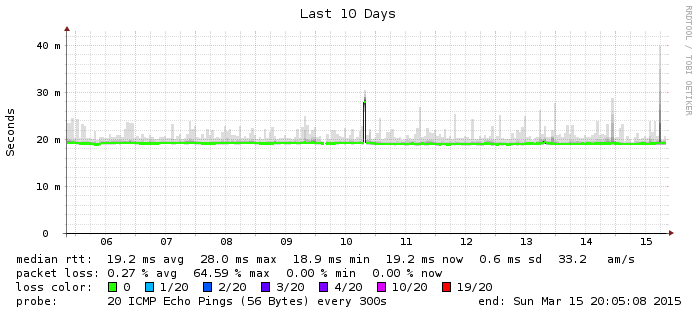 Last 10 Days
RRDTOOL / TOBI OETIKER
Seconds
40 m
30 m
20 m
10 m
0
06 07 08 09 10 11 12 13 14 15
median rtt: 19.2 ms avg 28.0 ms max 18.9 ms min 19.2 ms now 0.6 ms sd 33.2 am/s
packet loss: 0.27 % avg 64.59 % max 0.00 % min 0.00 % now
loss color: 0 1/20 2/20 3/20 4/20 10/20 19/20
probe: 20 ICMP Echo Pings (56 Bytes) every 300s end: Sun Mar 15 20:05:08 2015